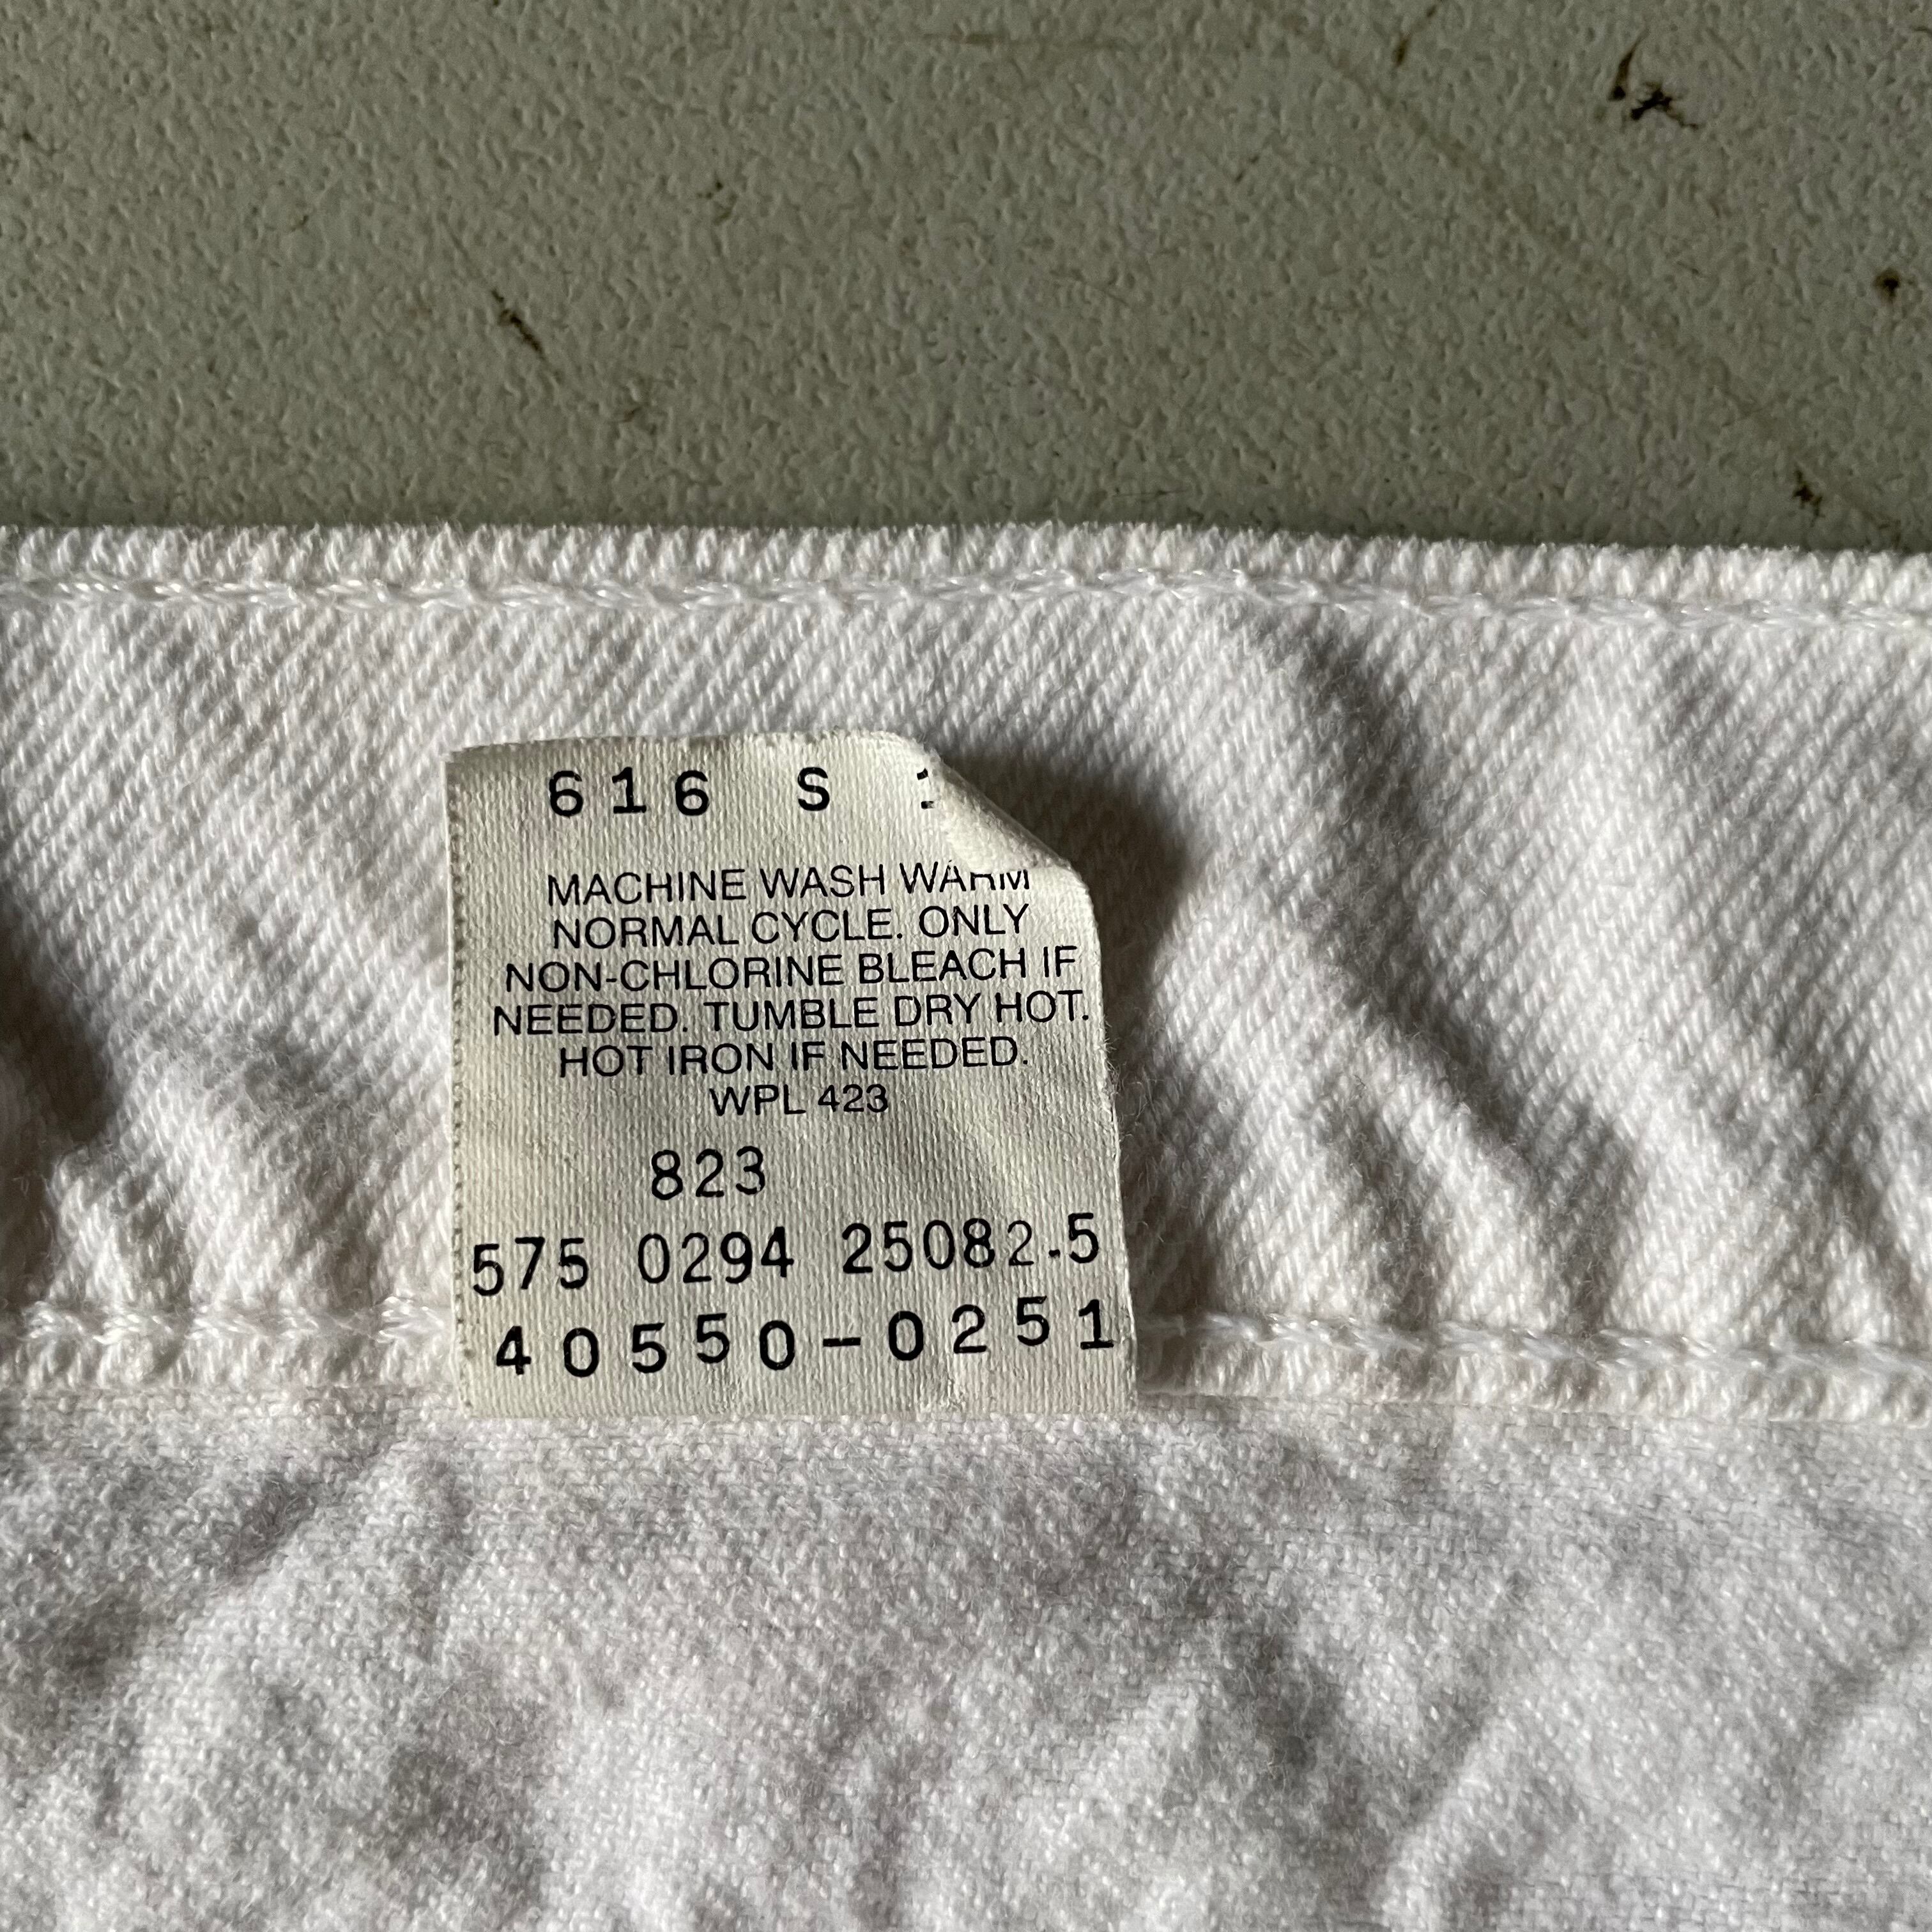 616 S
MACHINE WASH WARM
NORMAL CYCLE. ONLY
NON-CHLORINE BLEACH IF
NEEDED. TUMBLE DRY HOT.
HOT IRON IF NEEDED.
WPL 423
823
575 0294 25082.5
40550-0251